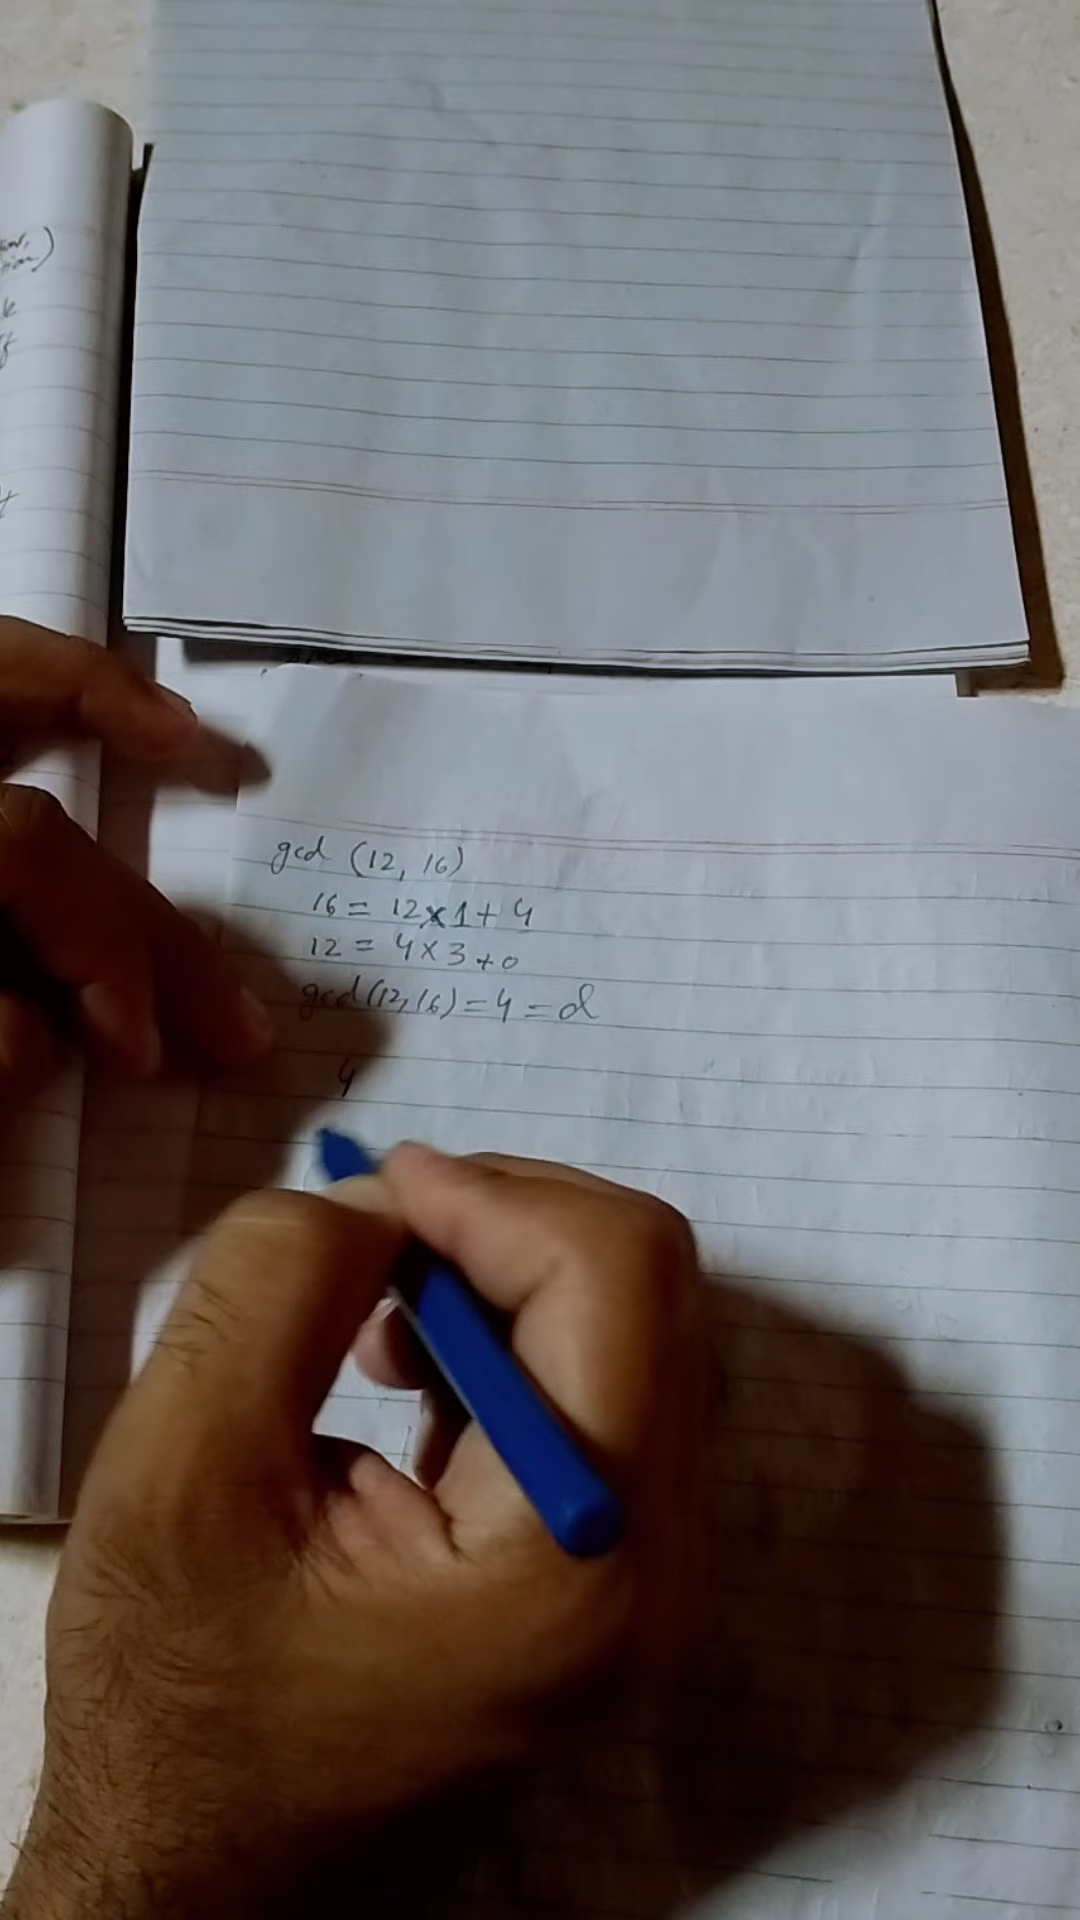 gcd (12, 16)
16 = 12×1+ 4
12 = 4×3+0
gcd(12,16)=4=d
4